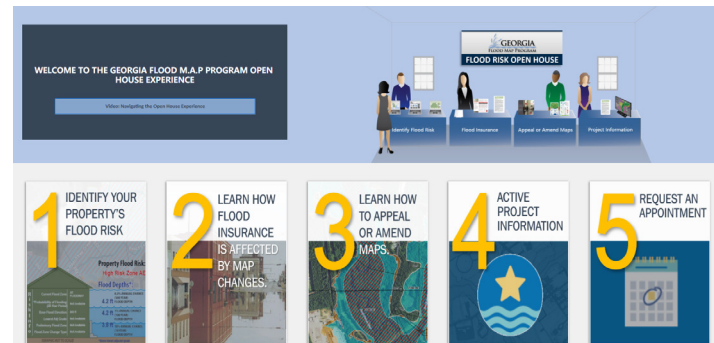 WELCOME TO THE GEORGIA FLOOD M.A.P PROGRAM OPEN
HOUSE EXPERIENCE
Video: Navigating the Open House Experience
GEORGIA
FLOOD MAP PROGRAM
FLOOD RISK OPEN HOUSE
Identify Flood Risk
Flood Insurance
Appeal or Amend Maps
Project Information
1
IDENTIFY YOUR
PROPERTY'S
FLOOD RISK
Property Flood Risk:
High Risk Zone AE
Flood Depths*
4.0 ft
4.2 ft
3.8 ft
2
LEARN HOW
FLOOD
INSURANCE
IS AFFECTED
BY MAP
CHANGES.
3
LEARN HOW
TO APPEAL
OR AMEND
MAPS.
4
ACTIVE
PROJECT
INFORMATION
5
REQUEST AN
APPOINTMENT